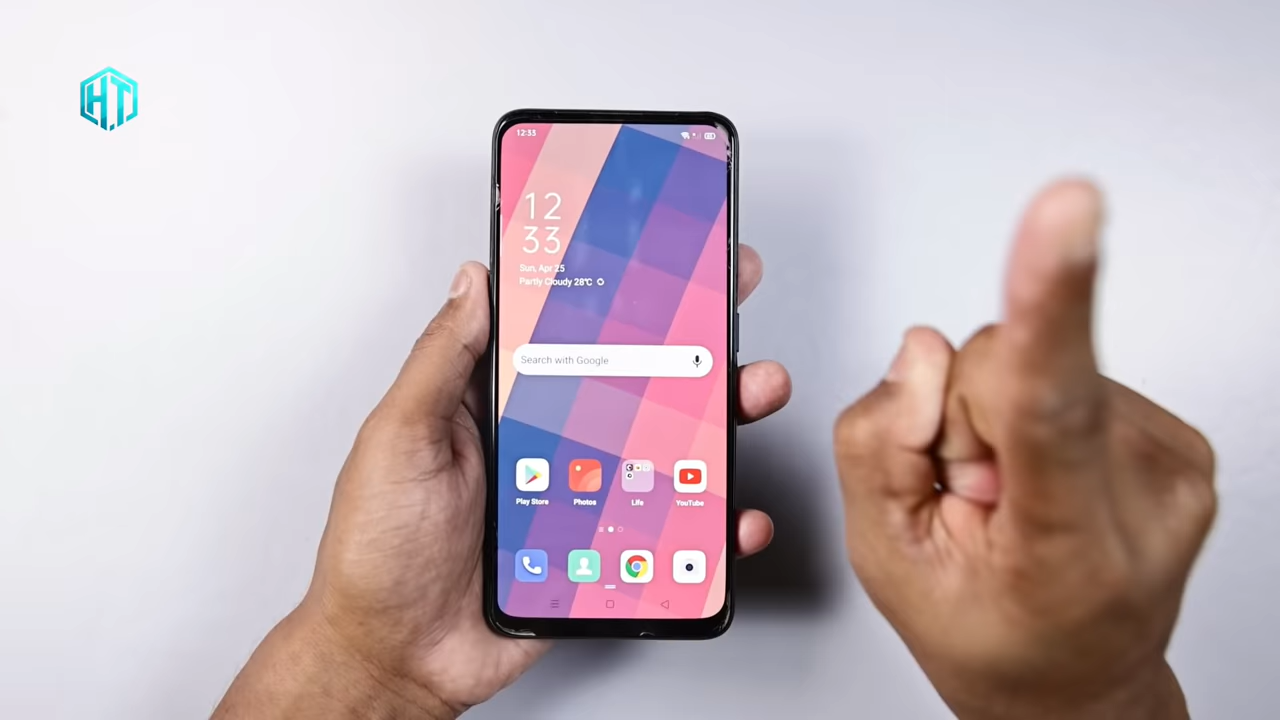 H.T
12:33
12
33
Sun, Apr 25
Partly Cloudy 28°C
Search with Google
Play Store
Photos
Life
YouTube